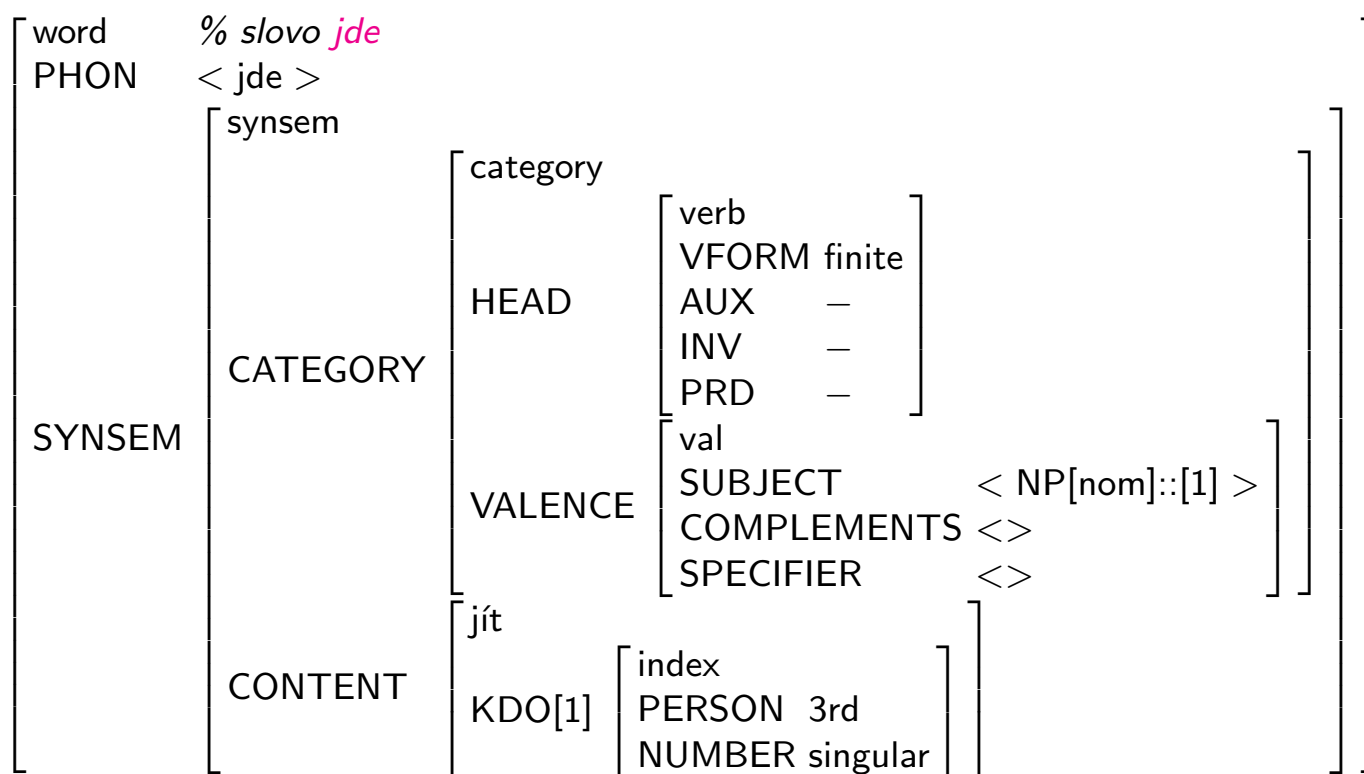 word % slovo jde
PHON < jde >
synsem
category
verb
VFORM finite
HEAD AUX −
INV −
CATEGORY PRD −
SYNSEM val
SUBJECT < NP[nom]::[1] >
VALENCE COMPLEMENTS <>
SPECIFIER <>
jít
index
CONTENT KDO[1] PERSON 3rd
NUMBER singular